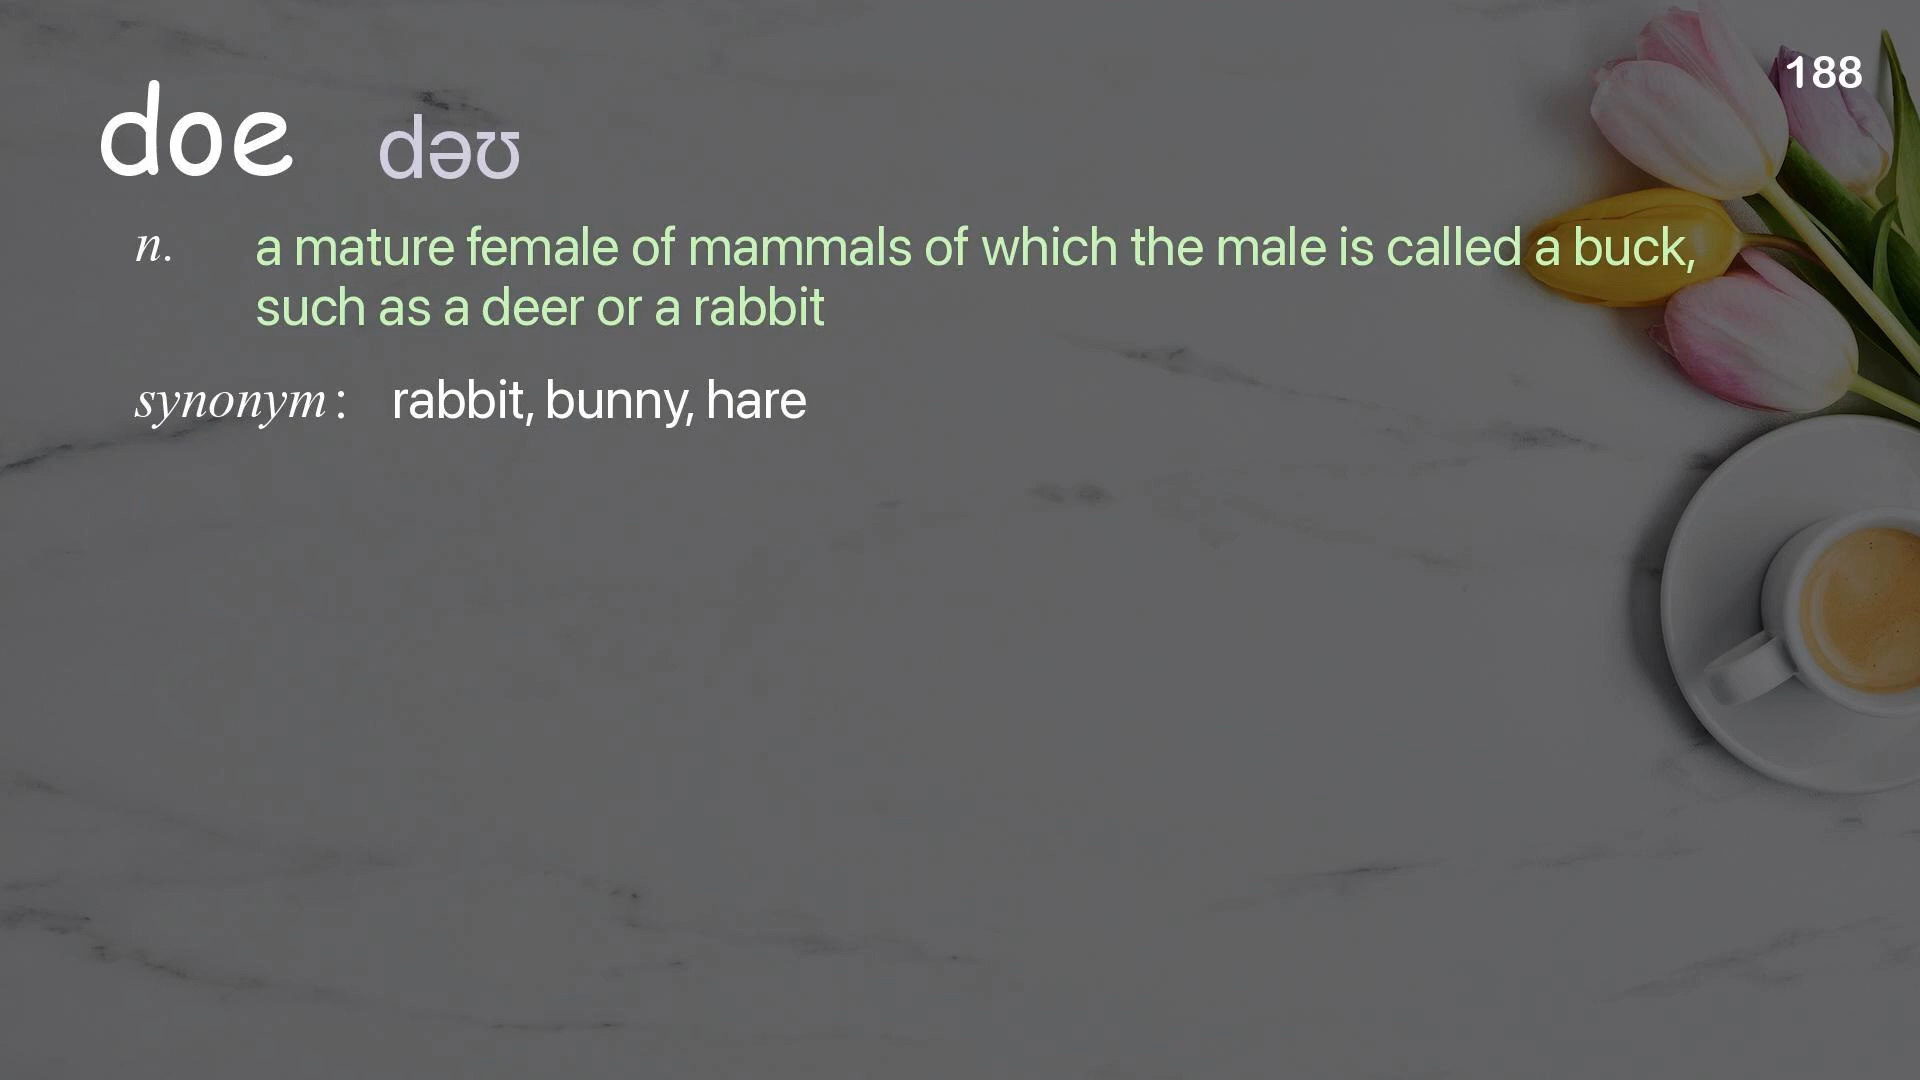 188
doe dəʊ
n. a mature female of mammals of which the male is called a buck,
such as a deer or a rabbit
synonym: rabbit, bunny, hare